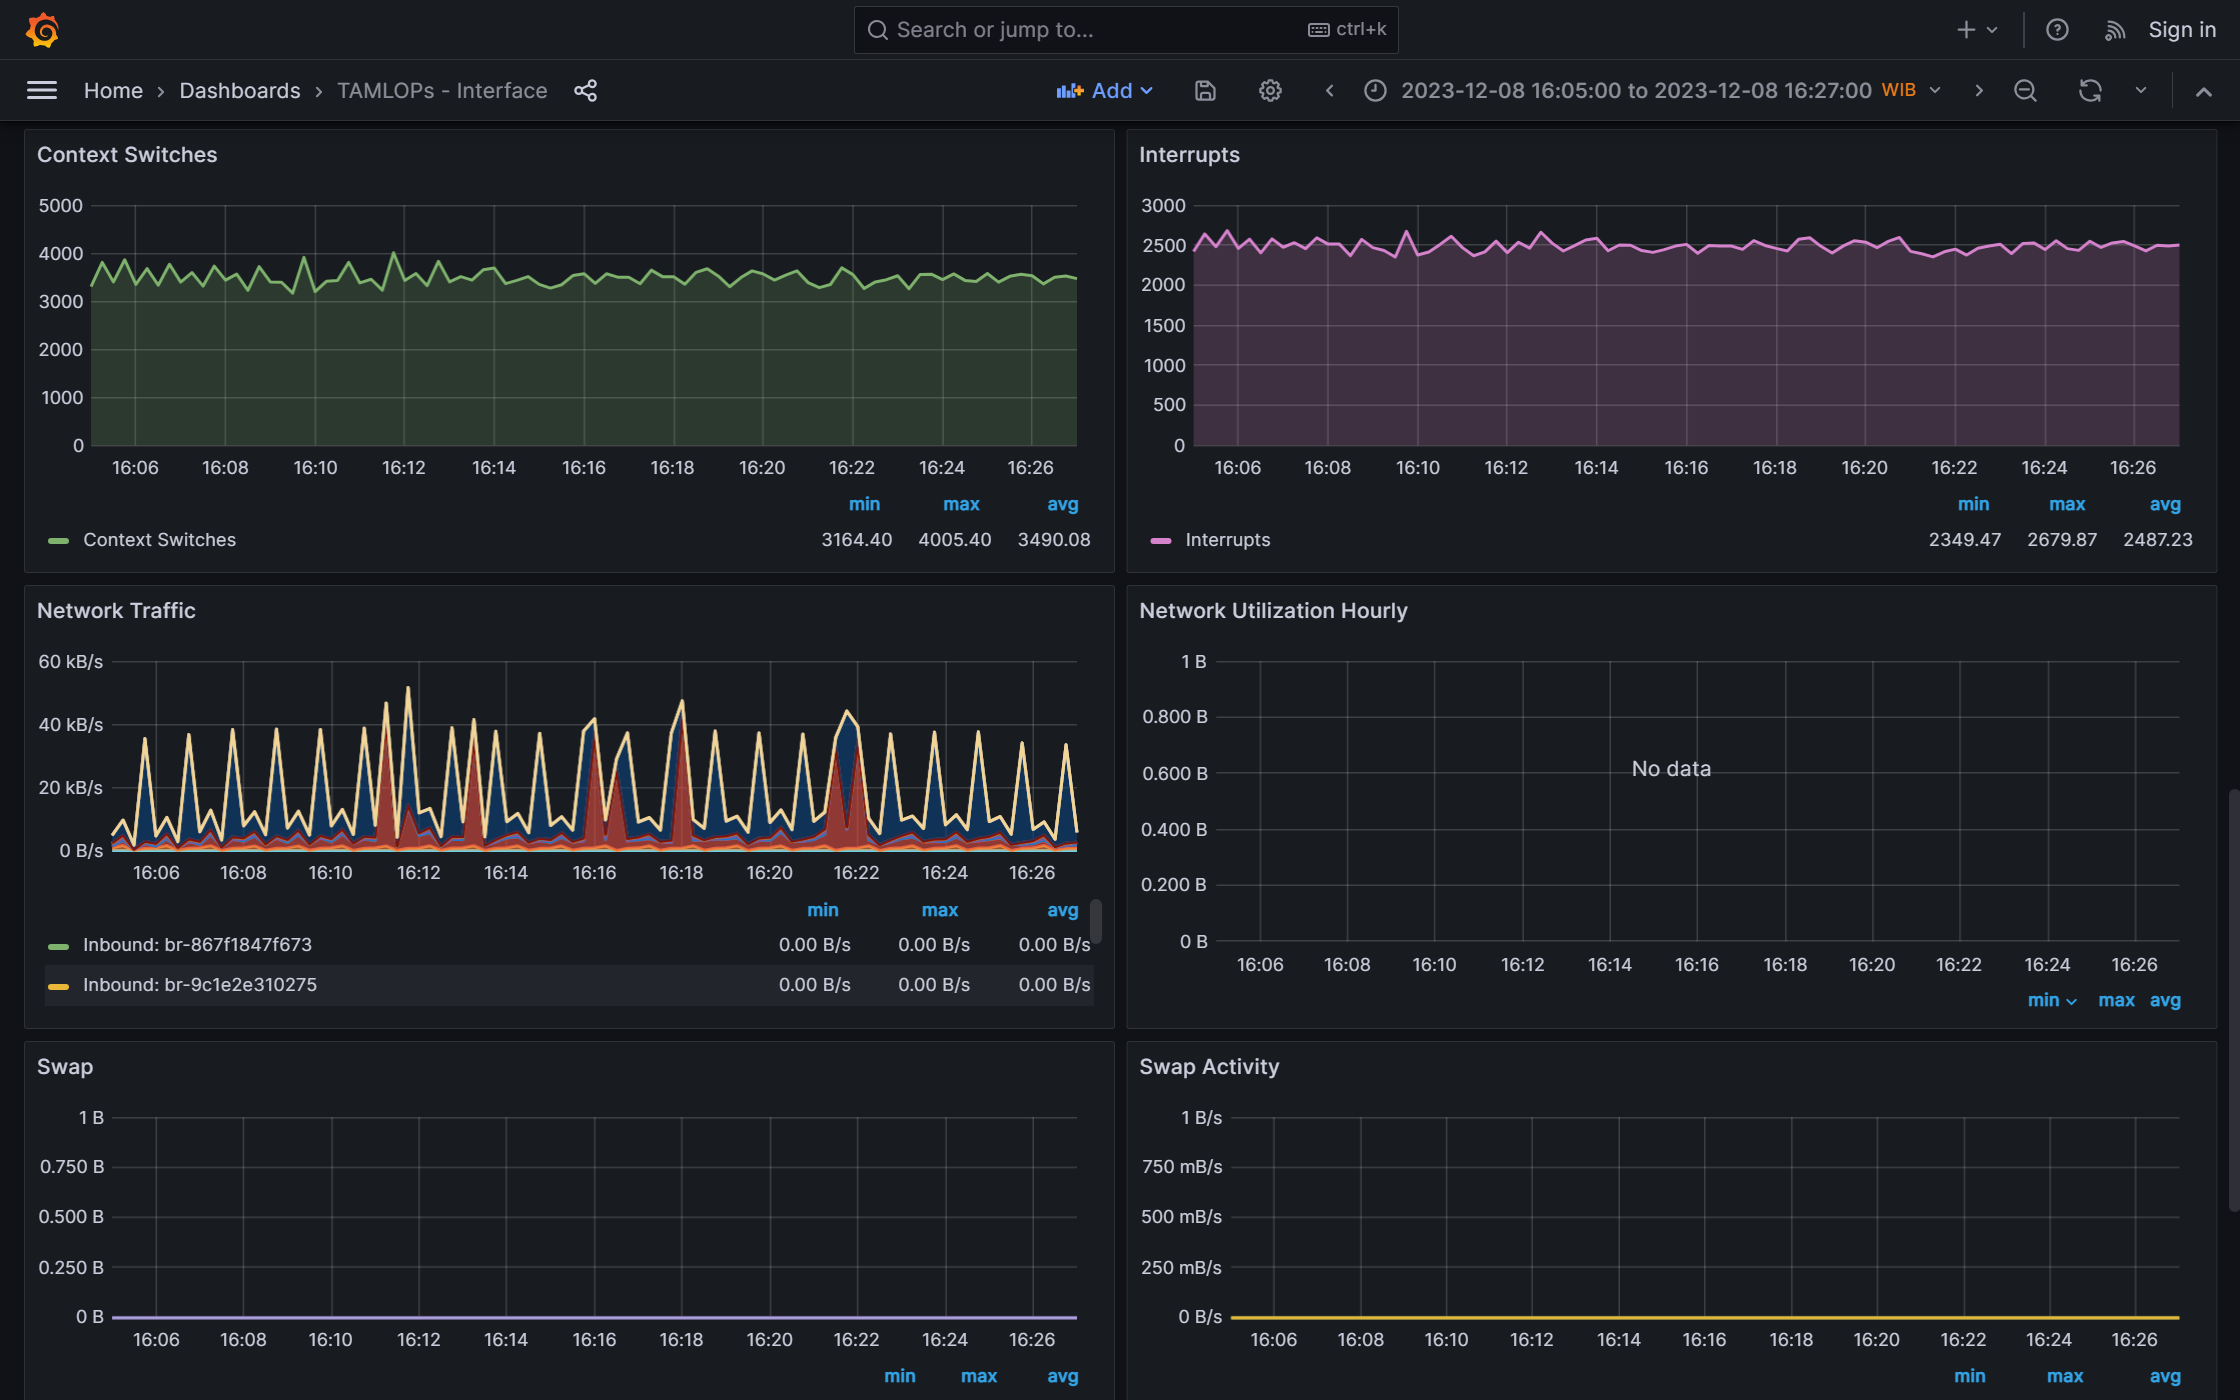 Search or jump to... ctrl+k Sign in
Home › Dashboards › TAMLOPs - Interface Add 2023-12-08 16:05:00 to 2023-12-08 16:27:00 WIB
Context Switches
5000
4000
3000
2000
1000
0
16:06 16:08 16:10 16:12 16:14 16:16 16:18 16:20 16:22 16:24 16:26
min max avg
Context Switches 3164.40 4005.40 3490.08
Interrupts
3000
2500
2000
1500
1000
500
0
16:06 16:08 16:10 16:12 16:14 16:16 16:18 16:20 16:22 16:24 16:26
min max avg
Interrupts 2349.47 2679.87 2487.23
Network Traffic
60 kB/s
40 kB/s
20 kB/s
0 B/s
16:06 16:08 16:10 16:12 16:14 16:16 16:18 16:20 16:22 16:24 16:26
min max avg
Inbound: br-867f1847f673 0.00 B/s 0.00 B/s 0.00 B/s
Inbound: br-9c1e2e310275 0.00 B/s 0.00 B/s 0.00 B/s
Network Utilization Hourly
1 B
0.800 B
No data
0.600 B
0.400 B
0.200 B
0 B
16:06 16:08 16:10 16:12 16:14 16:16 16:18 16:20 16:22 16:24 16:26
min max avg
Swap
1 B
0.750 B
0.500 B
0.250 B
0 B
16:06 16:08 16:10 16:12 16:14 16:16 16:18 16:20 16:22 16:24 16:26
min max avg
Swap Activity
1 B/s
750 mB/s
500 mB/s
250 mB/s
0 B/s
16:06 16:08 16:10 16:12 16:14 16:16 16:18 16:20 16:22 16:24 16:26
min max avg